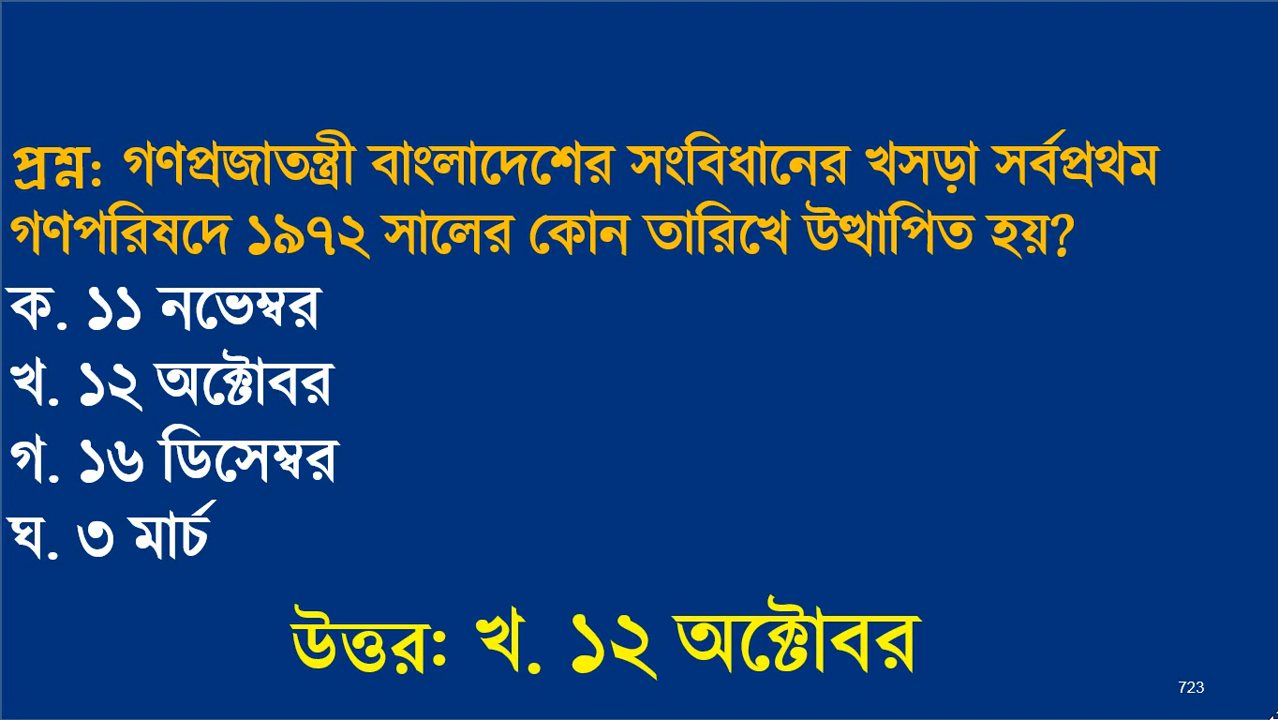 প্রশ্ন: গণপ্রজাতন্ত্রী বাংলাদেশের সংবিধানের খসড়া সর্বপ্রথম
গণপরিষদে ১৯৭২ সালের কোন তারিখে উত্থাপিত হয়?
ক. ১১ নভেম্বর
খ. ১২ অক্টোবর
গ. ১৬ ডিসেম্বর
ঘ. ৩ মার্চ
উত্তর: খ. ১২ অক্টোবর
723